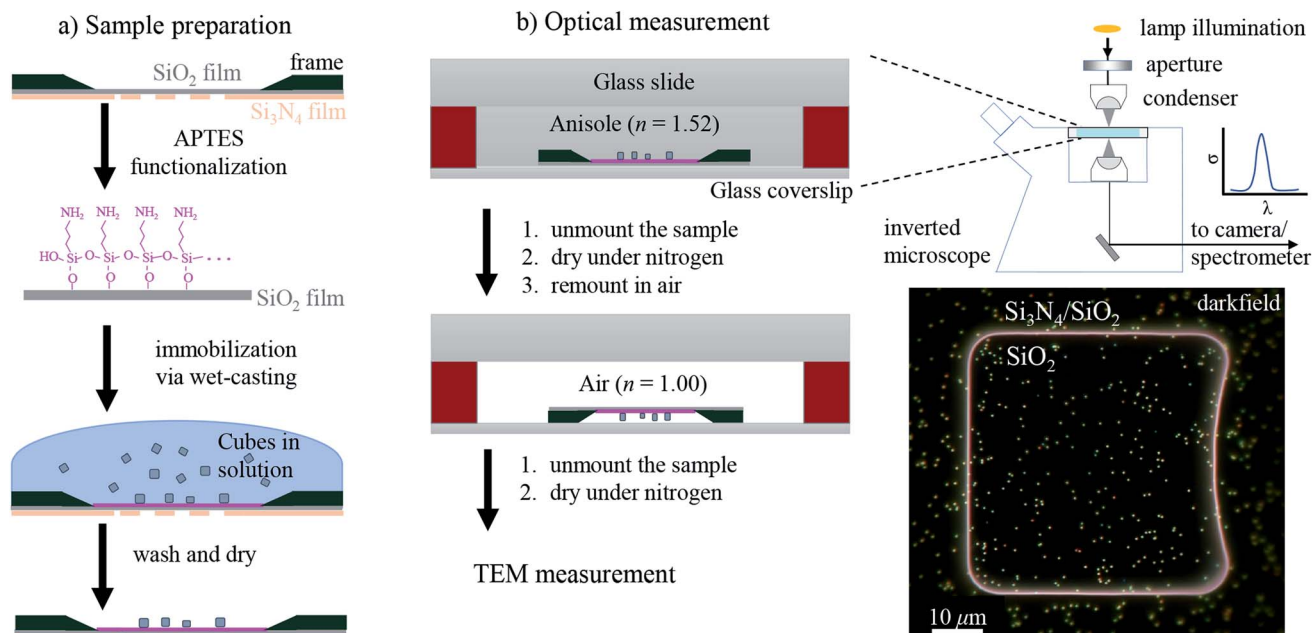 a) Sample preparation
SiO₂ film
frame
Si₃N₄ film
APTES
functionalization
NH₂ NH₂ NH₂ NH₂
HO Si O Si O Si O Si ...
O O O O
SiO₂ film
immobilization
via wet-casting
Cubes in
solution
wash and dry
b) Optical measurement
Glass slide
Anisole (n = 1.52)
Glass coverslip
1. unmount the sample
2. dry under nitrogen
3. remount in air
Air (n = 1.00)
1. unmount the sample
2. dry under nitrogen
TEM measurement
lamp illumination
aperture
condenser
σ
λ
inverted
microscope
to camera/
spectrometer
darkfield
Si₃N₄/SiO₂
SiO₂
10 μm